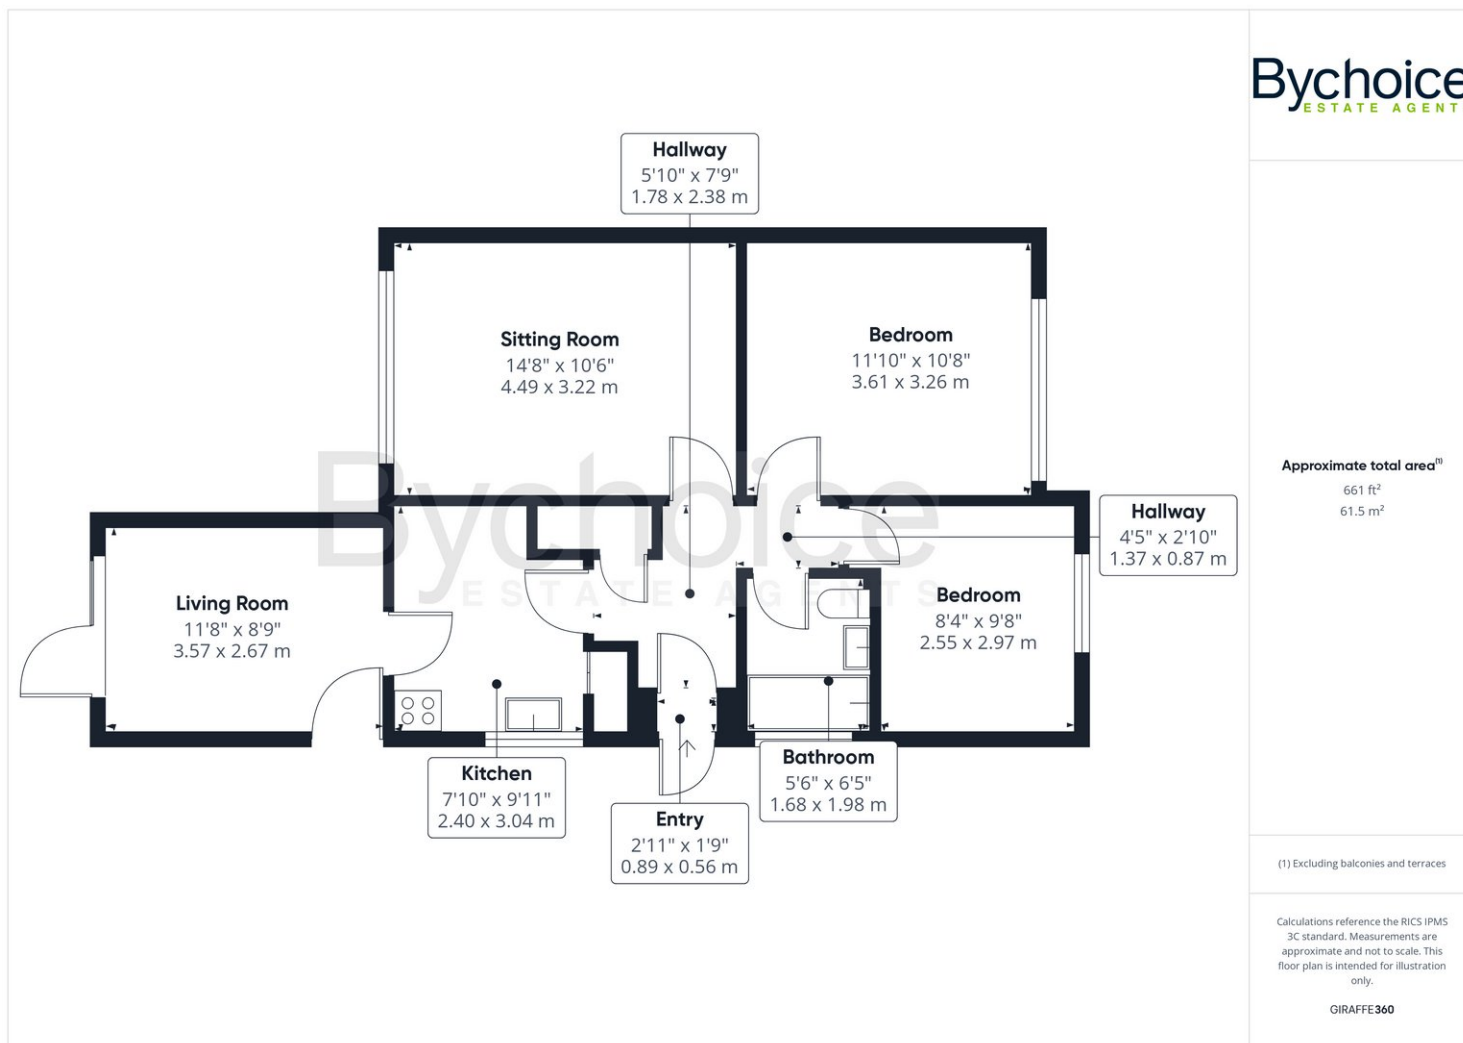 Bychoice
ESTATE AGENT
Hallway
5'10" x 7'9"
1.78 x 2.38 m
Sitting Room
14'8" x 10'6"
4.49 x 3.22 m
Bedroom
11'10" x 10'8"
3.61 x 3.26 m
Approximate total area(1)
661 ft²
61.5 m²
Hallway
4'5" x 2'10"
1.37 x 0.87 m
Bychoice
ESTATE AGENTS
Living Room
11'8" x 8'9"
3.57 x 2.67 m
Bedroom
8'4" x 9'8"
2.55 x 2.97 m
Kitchen
7'10" x 9'11"
2.40 x 3.04 m
Bathroom
5'6" x 6'5"
1.68 x 1.98 m
Entry
2'11" x 1'9"
0.89 x 0.56 m
(1) Excluding balconies and terraces
Calculations reference the RICS IPMS
3C standard. Measurements are
approximate and not to scale. This
floor plan is intended for illustration
only.
GIRAFFE360